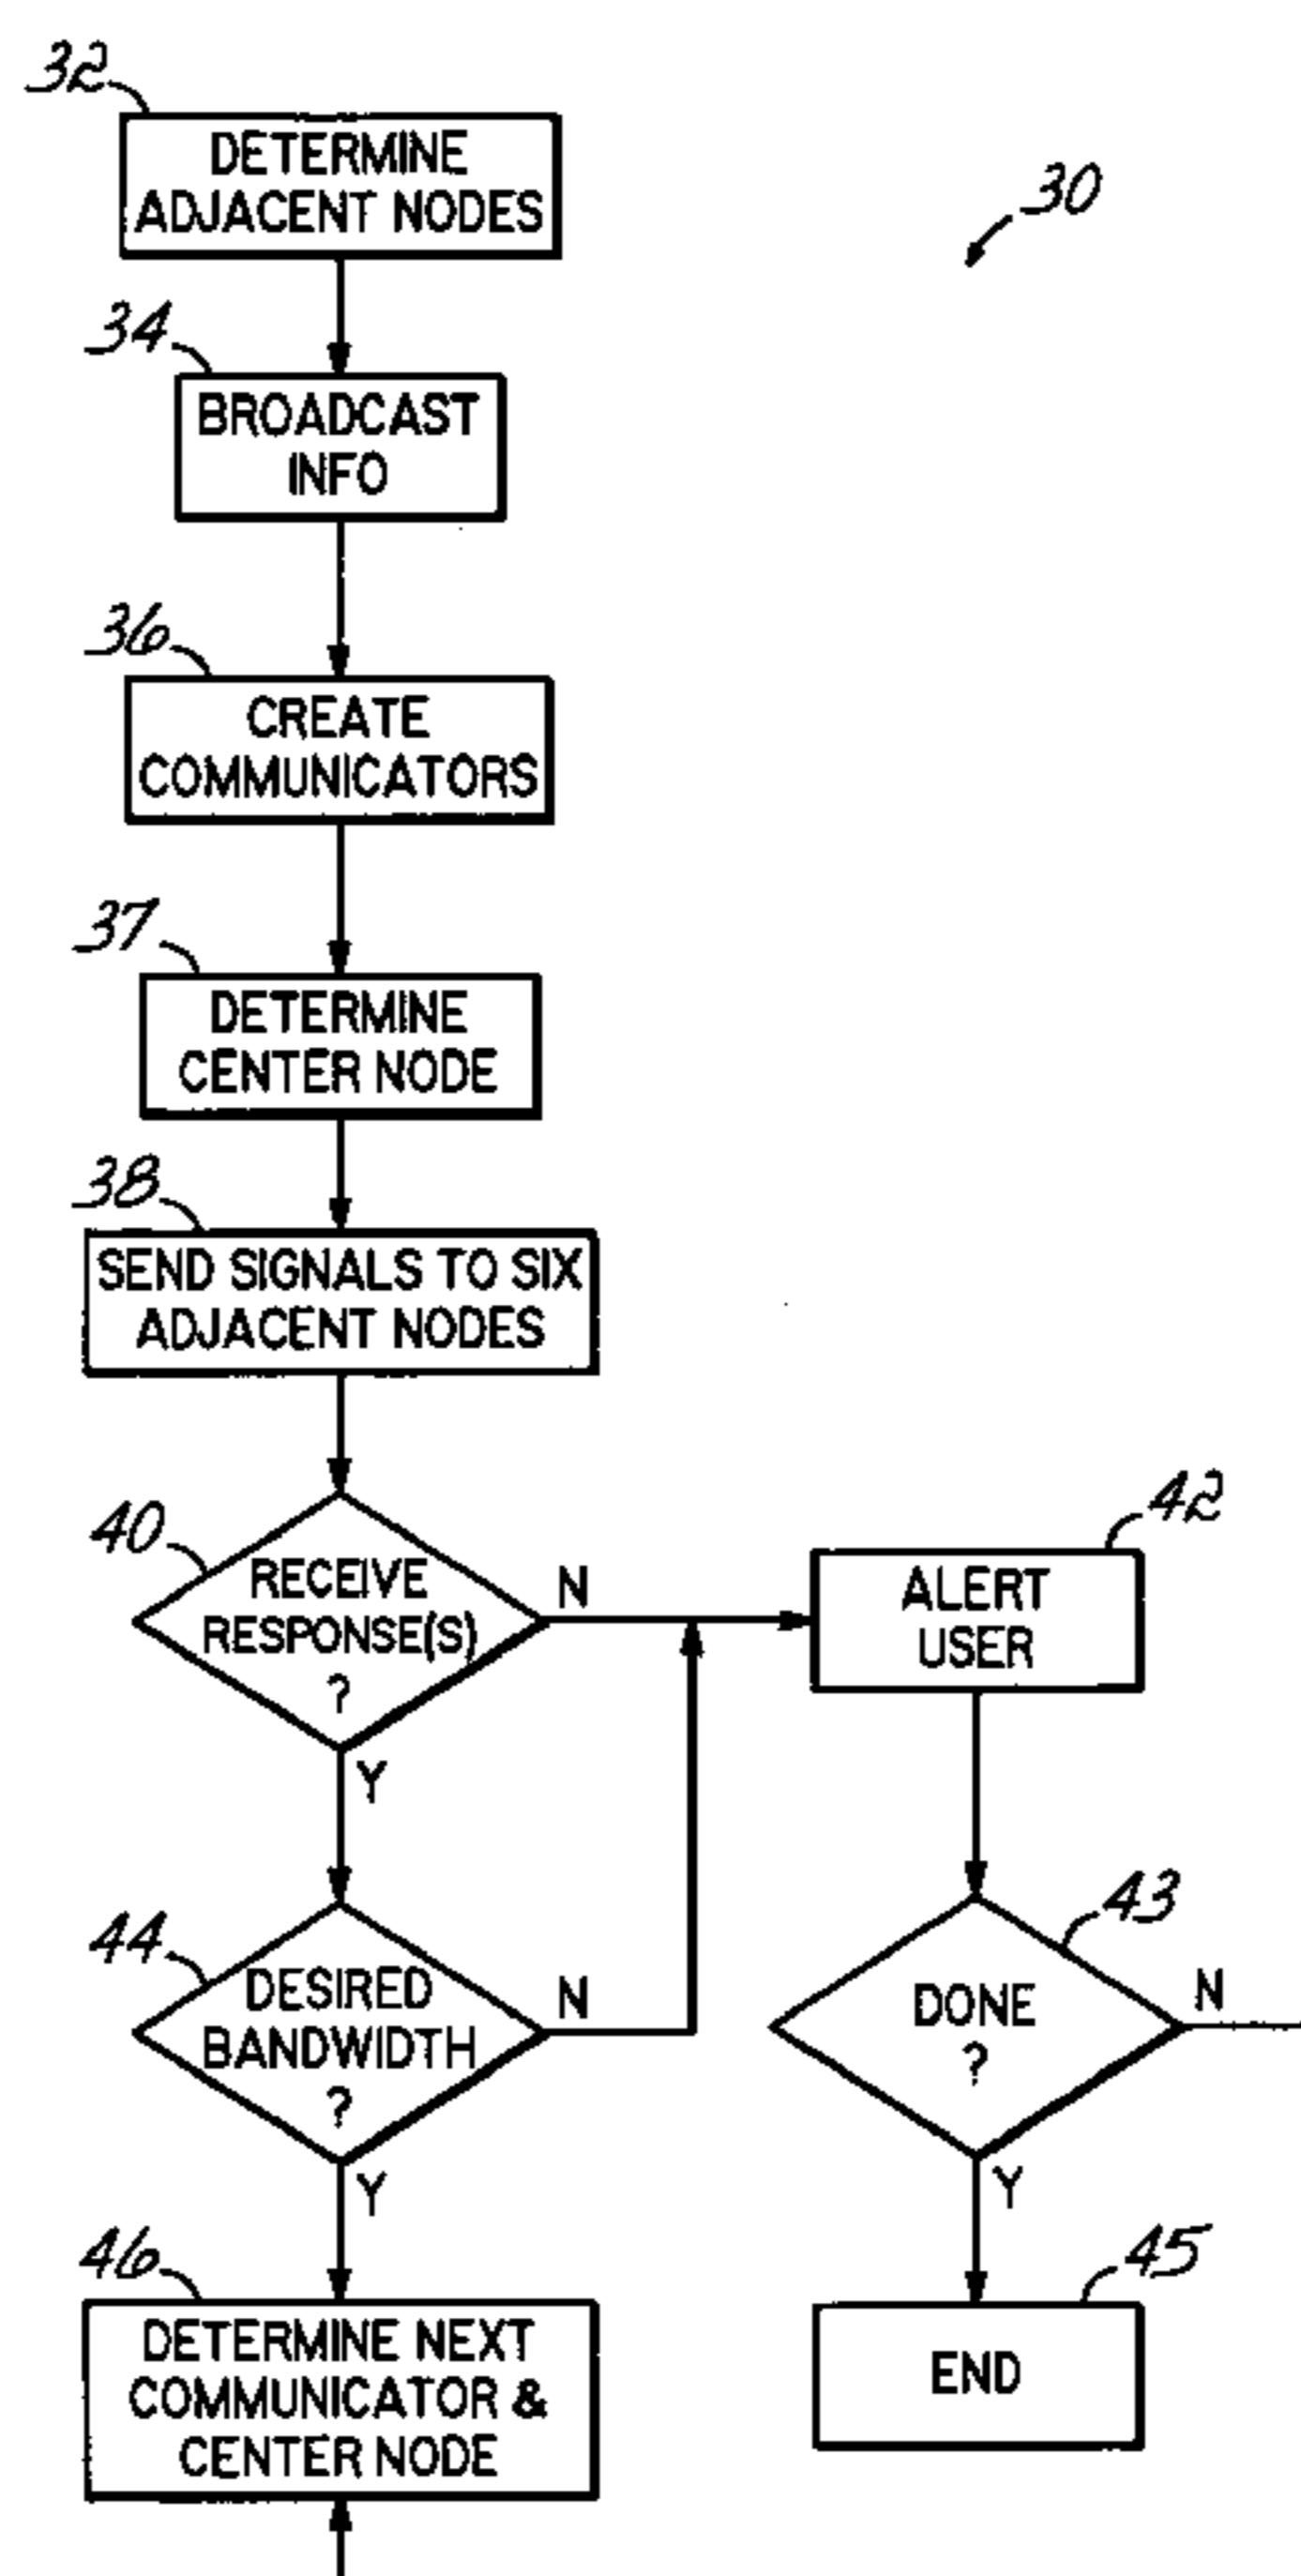 32
DETERMINE
ADJACENT NODES
30
34
BROADCAST
INFO
36
CREATE
COMMUNICATORS
37
DETERMINE
CENTER NODE
38
SEND SIGNALS TO SIX
ADJACENT NODES
40
RECEIVE
RESPONSE(S)
?
N
Y
42
ALERT
USER
44
DESIRED
BANDWIDTH
?
N
Y
43
DONE
?
N
Y
46
DETERMINE NEXT
COMMUNICATOR &
CENTER NODE
45
END